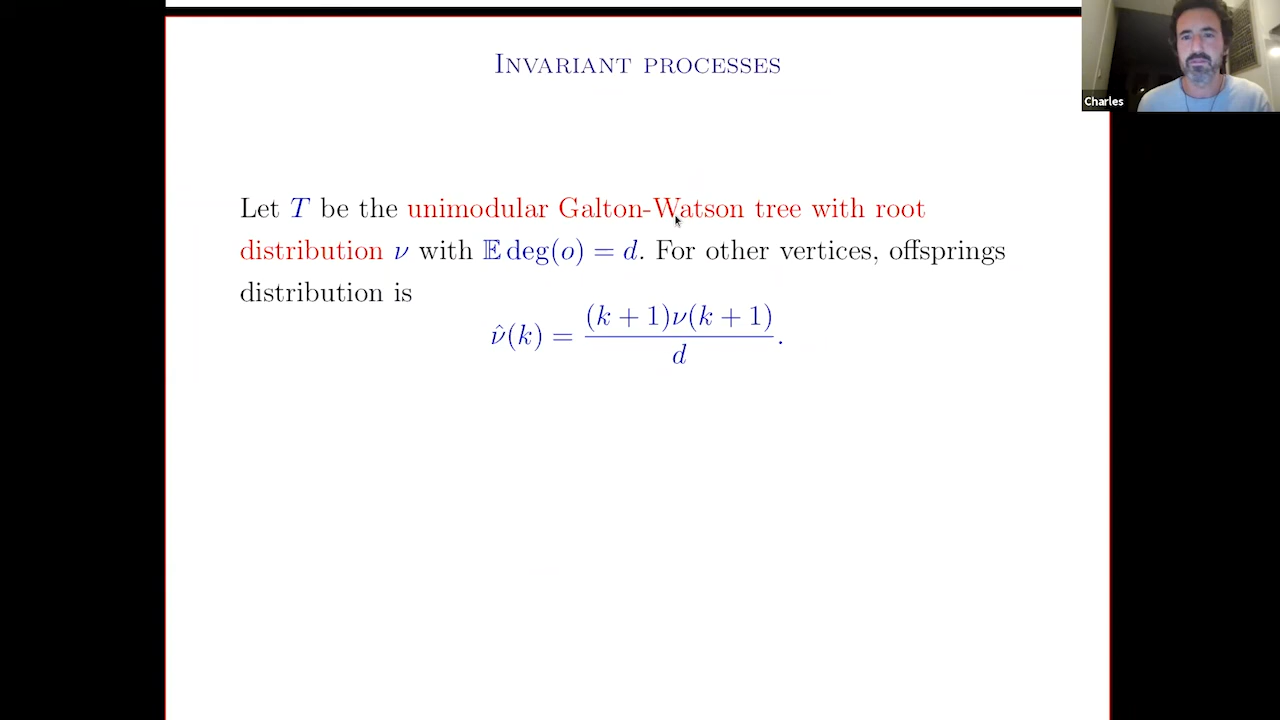 INVARIANT PROCESSES
Charles
Let T be the unimodular Galton-Watson tree with root
distribution ν with 𝔼 deg(o) = d. For other vertices, offsprings
distribution is
ν̂(k) = (k + 1)ν(k + 1) / d.